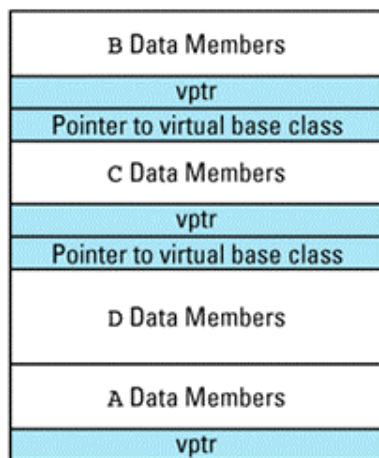 B Data Members
vptr
Pointer to virtual base class
C Data Members
vptr
Pointer to virtual base class
D Data Members
A Data Members
vptr